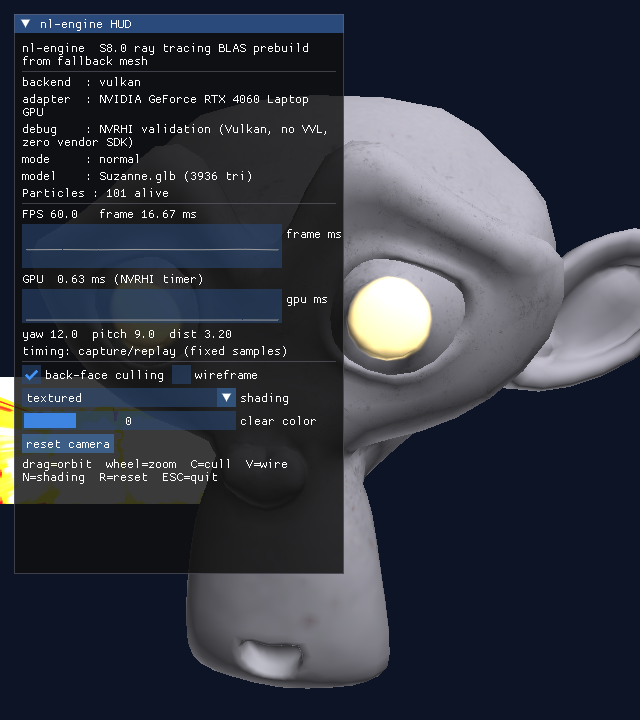 nl-engine HUD
nl-engine S8.0 ray tracing BLAS prebuild
from fallback mesh
backend : vulkan
adapter : NVIDIA GeForce RTX 4060 Laptop
GPU
debug : NVRHI validation (Vulkan, no VVL,
zero vendor SDK)
mode : normal
model : Suzanne.glb (3936 tri)
Particles : 101 alive
FPS 60.0 frame 16.67 ms
frame ms
GPU 0.63 ms (NVRHI timer)
gpu ms
yaw 12.0 pitch 9.0 dist 3.20
timing: capture/replay (fixed samples)
back-face culling wireframe
textured shading
0 clear color
reset camera
drag=orbit wheel=zoom C=cull V=wire
N=shading R=reset ESC=quit